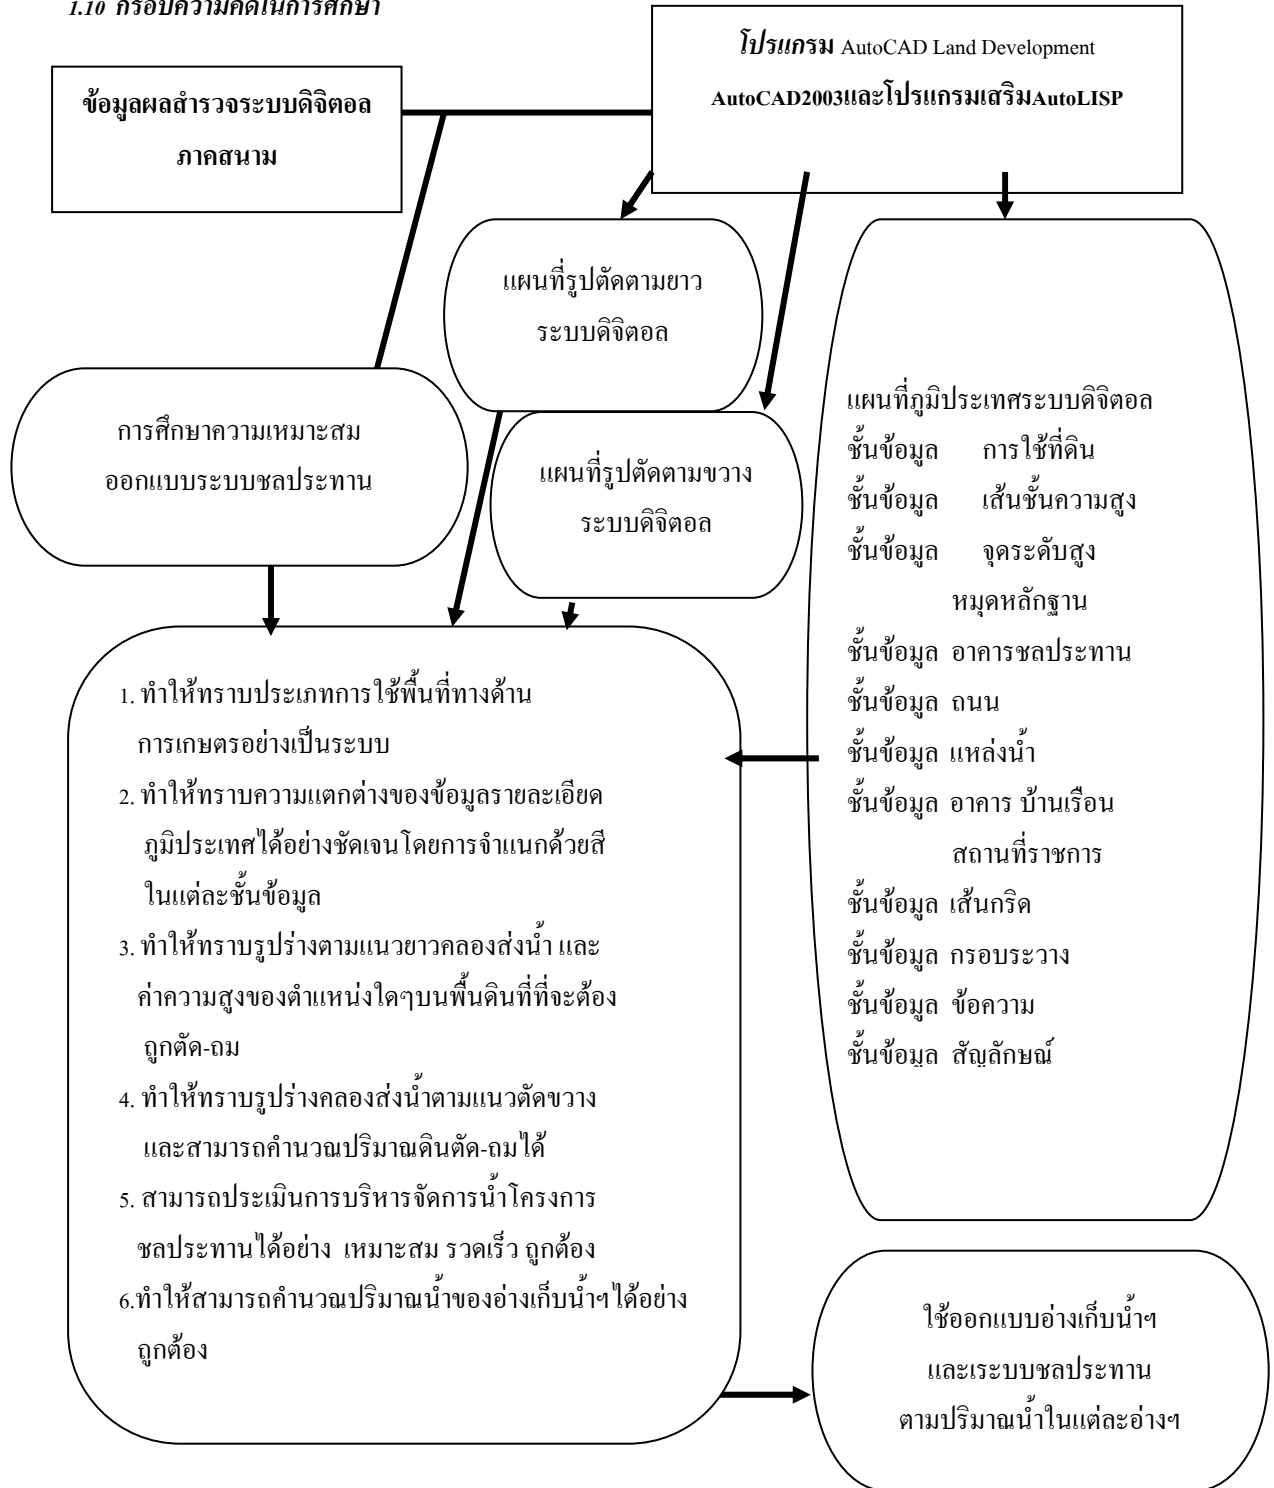 1.10 กรอบความคิดในการศึกษา
โปรแกรม AutoCAD Land Development
AutoCAD2003และโปรแกรมเสริมAutoLISP
ข้อมูลผลสำรวจระบบดิจิตอล
ภาคสนาม
แผนที่รูปตัดตามยาว
ระบบดิจิตอล
การศึกษาความเหมาะสม
ออกแบบระบบชลประทาน
แผนที่รูปตัดตามขวาง
ระบบดิจิตอล
แผนที่ภูมิประเทศระบบดิจิตอล
ชั้นข้อมูล การใช้ที่ดิน
ชั้นข้อมูล เส้นชั้นความสูง
ชั้นข้อมูล จุดระดับสูง
หมุดหลักฐาน
ชั้นข้อมูล อาคารชลประทาน
ชั้นข้อมูล ถนน
ชั้นข้อมูล แหล่งน้ำ
ชั้นข้อมูล อาคาร บ้านเรือน
สถานที่ราชการ
ชั้นข้อมูล เส้นกริด
ชั้นข้อมูล กรอบระวาง
ชั้นข้อมูล ข้อความ
ชั้นข้อมูล สัญลักษณ์
1. ทำให้ทราบประเภทการใช้พื้นที่ทางด้าน
การเกษตรอย่างเป็นระบบ
2. ทำให้ทราบความแตกต่างของข้อมูลรายละเอียด
ภูมิประเทศได้อย่างชัดเจนโดยการจำแนกด้วยสี
ในแต่ละชั้นข้อมูล
3. ทำให้ทราบรูปร่างตามแนวยาวคลองส่งน้ำ และ
ค่าความสูงของตำแหน่งใดๆบนพื้นดินที่ที่จะต้อง
ถูกตัด-ถม
4. ทำให้ทราบรูปร่างคลองส่งน้ำตามแนวตัดขวาง
และสามารถคำนวณปริมาณดินตัด-ถมได้
5. สามารถประเมินการบริหารจัดการน้ำโครงการ
ชลประทานได้อย่าง เหมาะสม รวดเร็ว ถูกต้อง
6.ทำให้สามารถคำนวณปริมาณน้ำของอ่างเก็บน้ำฯได้อย่าง
ถูกต้อง
ใช้ออกแบบอ่างเก็บน้ำฯ
และเระบบชลประทาน
ตามปริมาณน้ำในแต่ละอ่างฯ